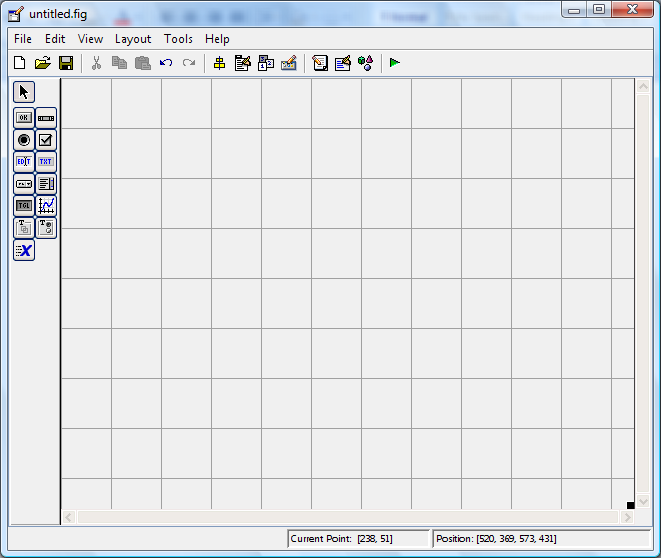 untitled.fig
File Edit View Layout Tools Help
OK
EDIT TXT
TGL
T T
X
Current Point: [238, 51] Position: [520, 369, 573, 431]